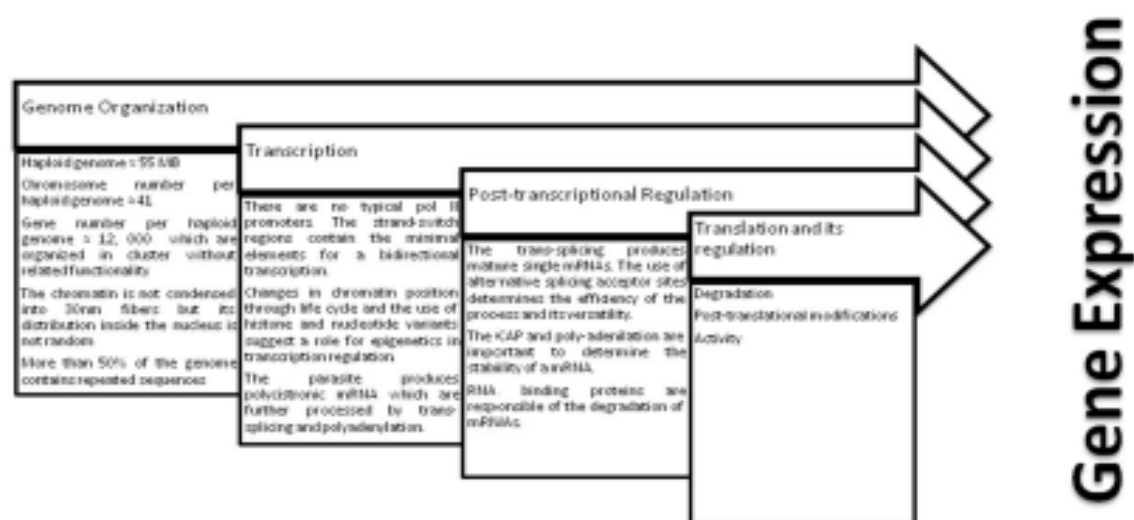 Genome Organization
Haploid genome ≈ 55 MB
Chromosome number per
haploid genome ≈41
Gene number per haploid
genome ≈ 12, 000 which are
organized in cluster without
related functionality
The chromatin is not condensed
into 30nm fibers but its
distribution inside the nucleus is
not random
More than 50% of the genome
contains repeated sequences
Transcription
There are no typical pol II
promoters. The strand-switch
regions contain the minimal
elements for a bidirectional
transcription.
Changes in chromatin position
through life cycle and the use of
histone and nucleotide variants
suggest a role for epigenetics in
transcription regulation.
The parasite produces
polycistronic mRNA which are
further processed by trans-
splicing and polyadenylation.
Post-transcriptional Regulation
The trans-splicing produces
mature single mRNAs. The use of
alternative splicing acceptor sites
determines the efficiency of the
process and its versatility.
The CAP and poly-adenilation are
important to determine the
stability of a mRNA.
RNA binding proteins are
responsible of the degradation of
mRNAs
Translation and its
regulation
Degradation
Post-translational modifications
Activity
Gene Expression